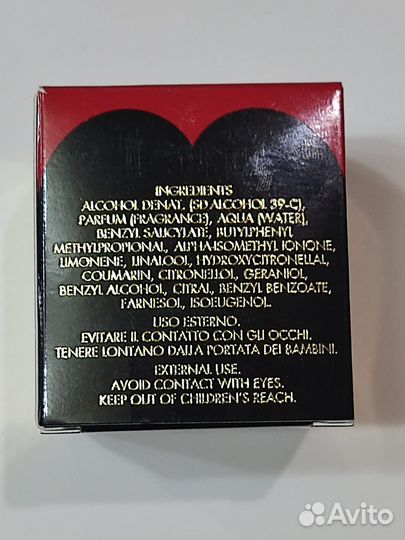 INGREDIENTS
ALCOHOL DENAT. (SD ALCOHOL 39-C),
PARFUM (FRAGRANCE), AQUA (WATER),
BENZYL SALICYLATE, BUTYLPHENYL
METHYLPROPIONAL, ALPHA-ISOMETHYL IONONE,
LIMONENE, LINALOOL, HYDROXYCITRONELLAL,
COUMARIN, CITRONELLOL, GERANIOL,
BENZYL ALCOHOL, CITRAL, BENZYL BENZOATE,
FARNESOL, ISOEUGENOL.
USO ESTERNO.
EVITARE IL CONTATTO CON GLI OCCHI.
TENERE LONTANO DALLA PORTATA DEI BAMBINI.
EXTERNAL USE.
AVOID CONTACT WITH EYES.
KEEP OUT OF CHILDREN'S REACH.
Avito